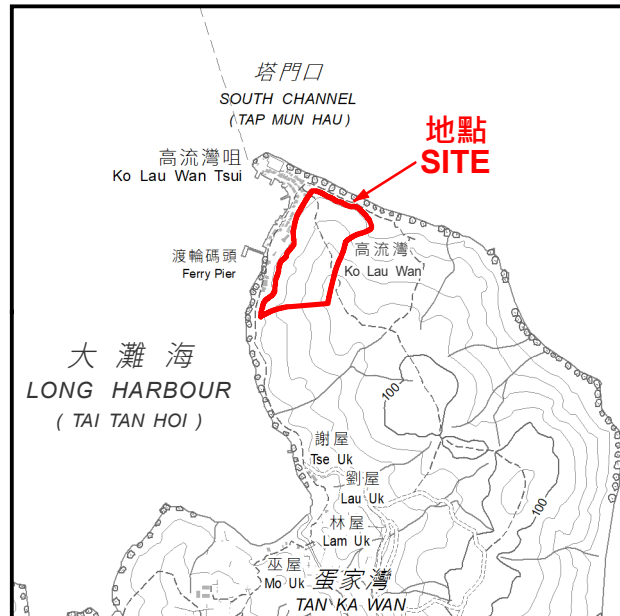 塔門口
SOUTH CHANNEL
( TAP MUN HAU )
地點
SITE
高流灣咀
Ko Lau Wan Tsui
渡輪碼頭
Ferry Pier
高流灣
Ko Lau Wan
大灘海
LONG HARBOUR
( TAI TAN HOI )
100
100
謝屋
Tse Uk
劉屋
Lau Uk
林屋
Lam Uk
巫屋
Mo Uk
蛋家灣
TAN KA WAN